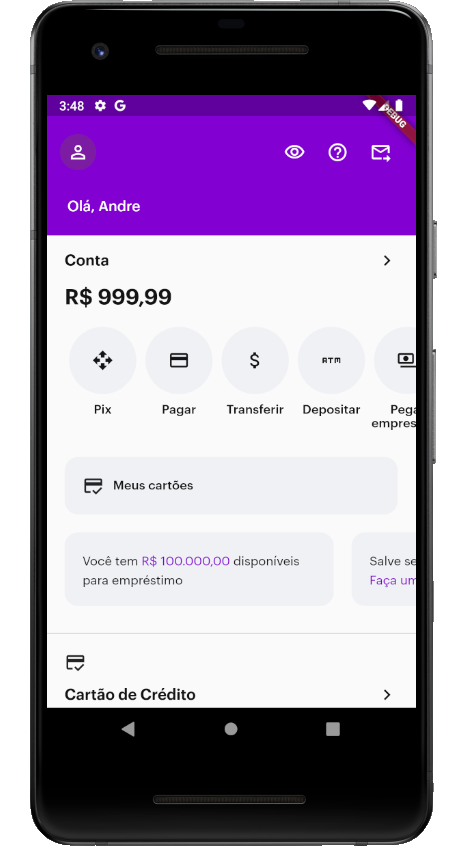 3:48 G
DEBUG
Olá, Andre
Conta
R$ 999,99
ATM
Pix Pagar Transferir Depositar Pega
empres
Meus cartões
Você tem R$ 100.000,00 disponíveis
para empréstimo
Salve se
Faça um
Cartão de Crédito